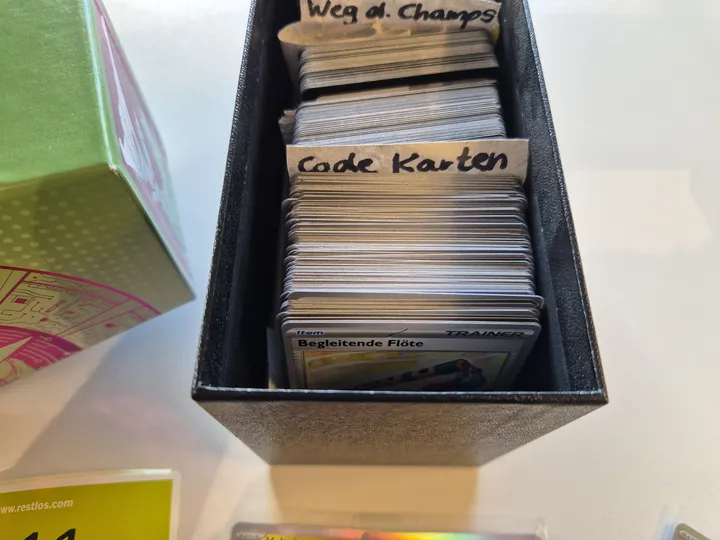 Weg d. Champs
Code Karten
Item
TRAINER
Begleitende Flöte
www.restlos.com